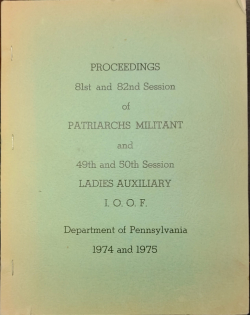 PROCEEDINGS
81st and 82nd Session
of
PATRIARCHS MILITANT
and
49th and 50th Session
LADIES AUXILIARY
I. O. O. F.
Department of Pennsylvania
1974 and 1975